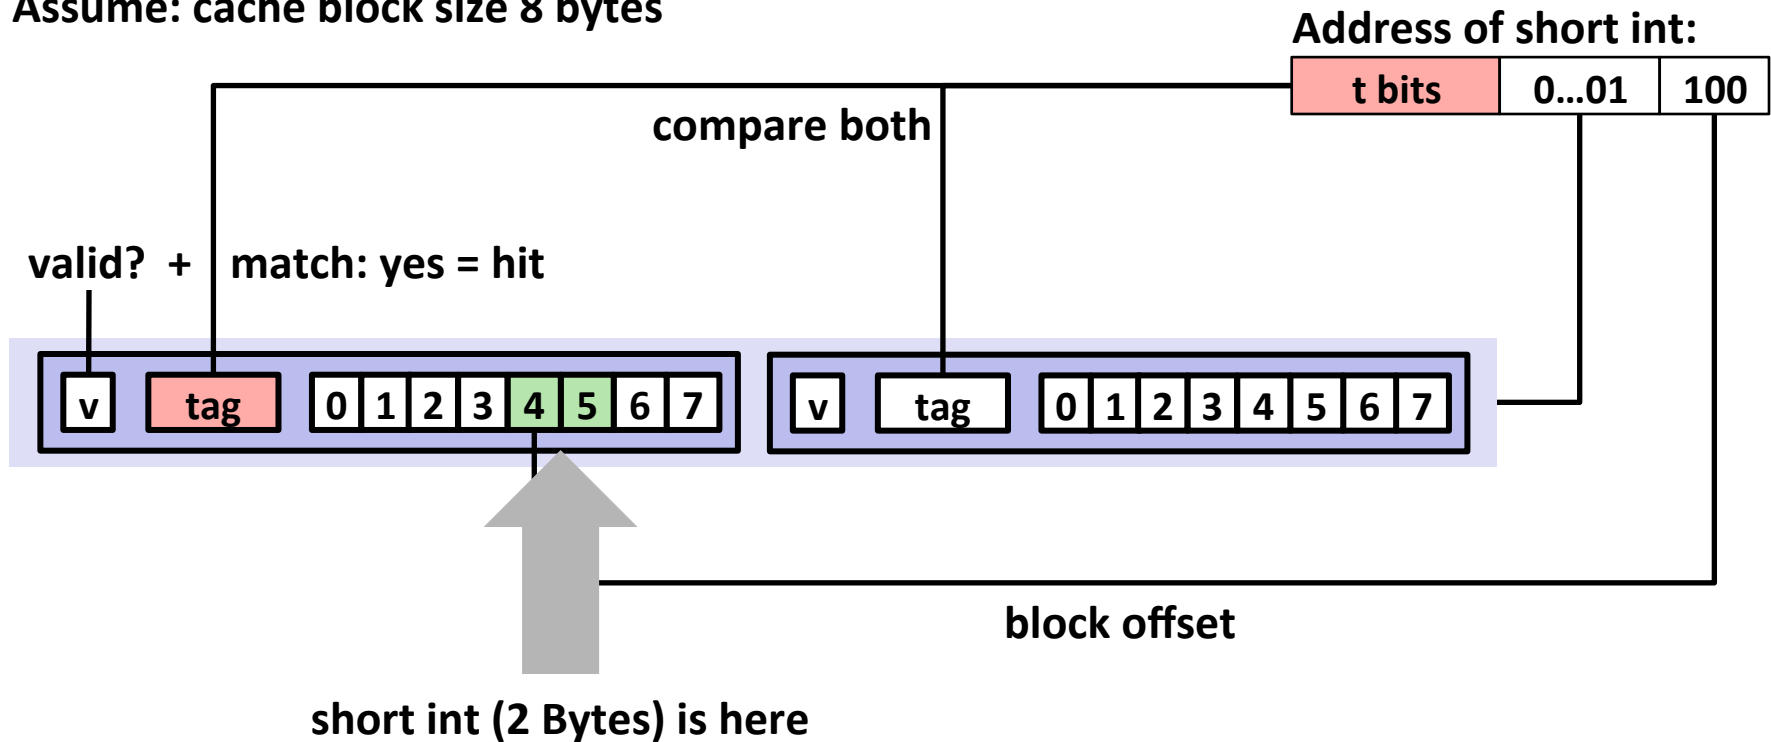 Assume: cache block size 8 bytes
Address of short int:
t bits 0...01 100
compare both
valid? + match: yes = hit
v tag 0 1 2 3 4 5 6 7 v tag 0 1 2 3 4 5 6 7
block offset
short int (2 Bytes) is here